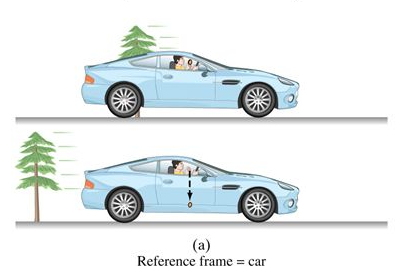 (a)
Reference frame = car